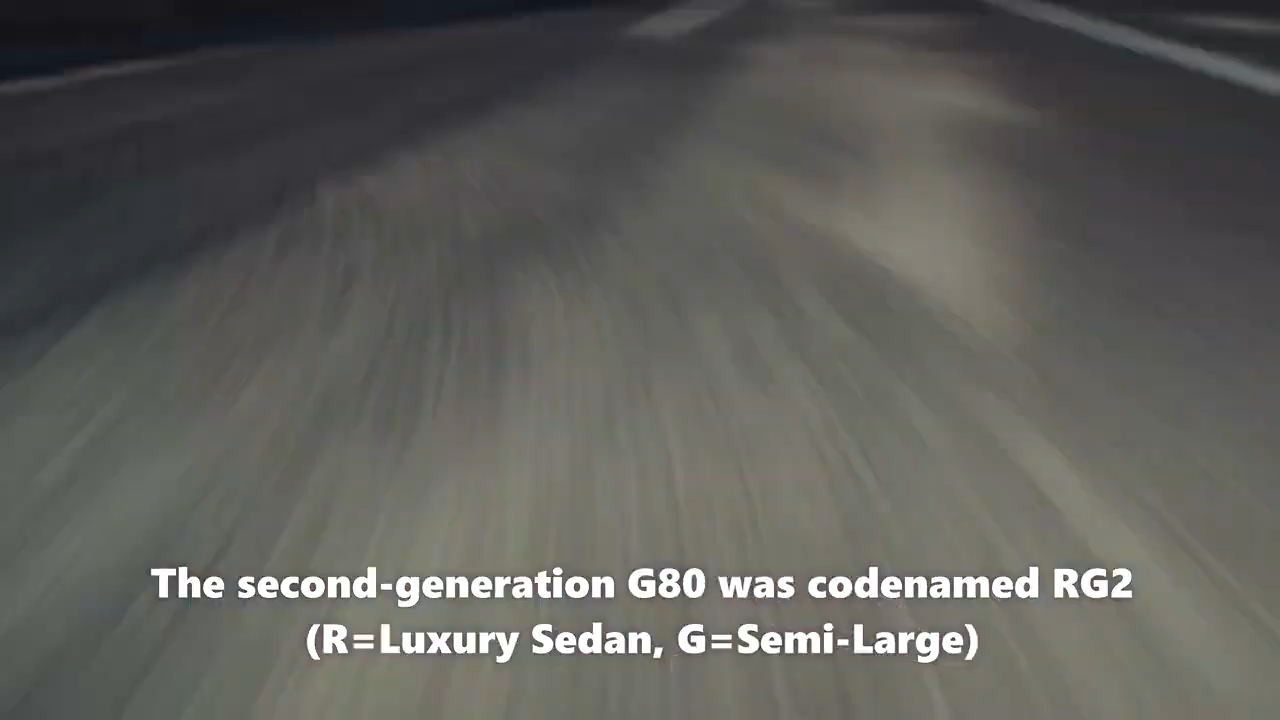 The second-generation G80 was codenamed RG2
(R=Luxury Sedan, G=Semi-Large)